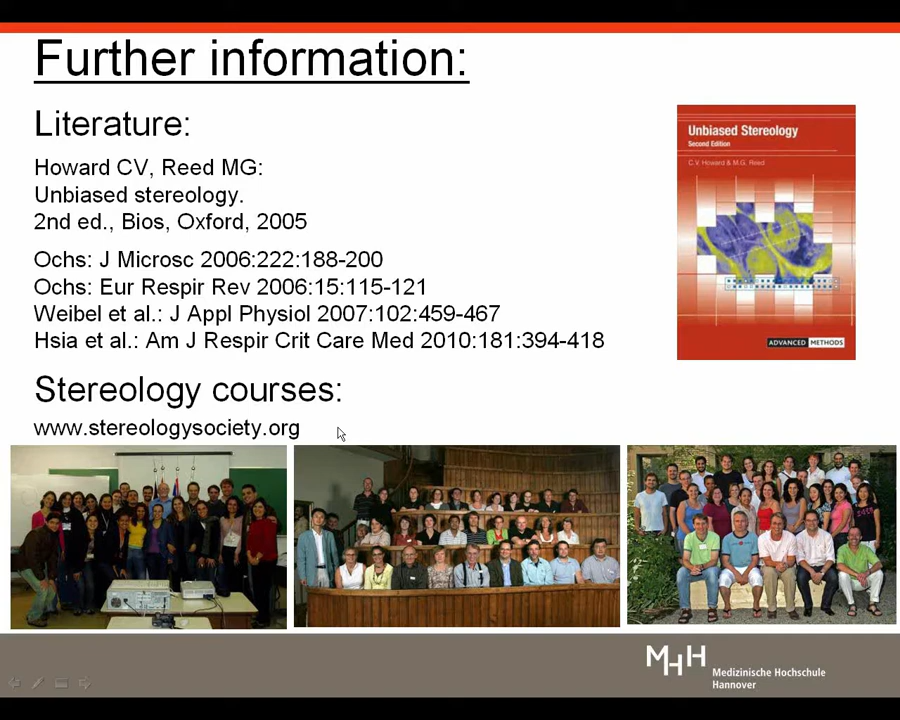 Further information:
Literature:
Howard CV, Reed MG:
Unbiased stereology.
2nd ed., Bios, Oxford, 2005
Ochs: J Microsc 2006:222:188-200
Ochs: Eur Respir Rev 2006:15:115-121
Weibel et al.: J Appl Physiol 2007:102:459-467
Hsia et al.: Am J Respir Crit Care Med 2010:181:394-418
Unbiased Stereology
Second Edition
C.V. Howard & M.G. Reed
ADVANCED METHODS
Stereology courses:
www.stereologysociety.org
MHH
Medizinische Hochschule
Hannover